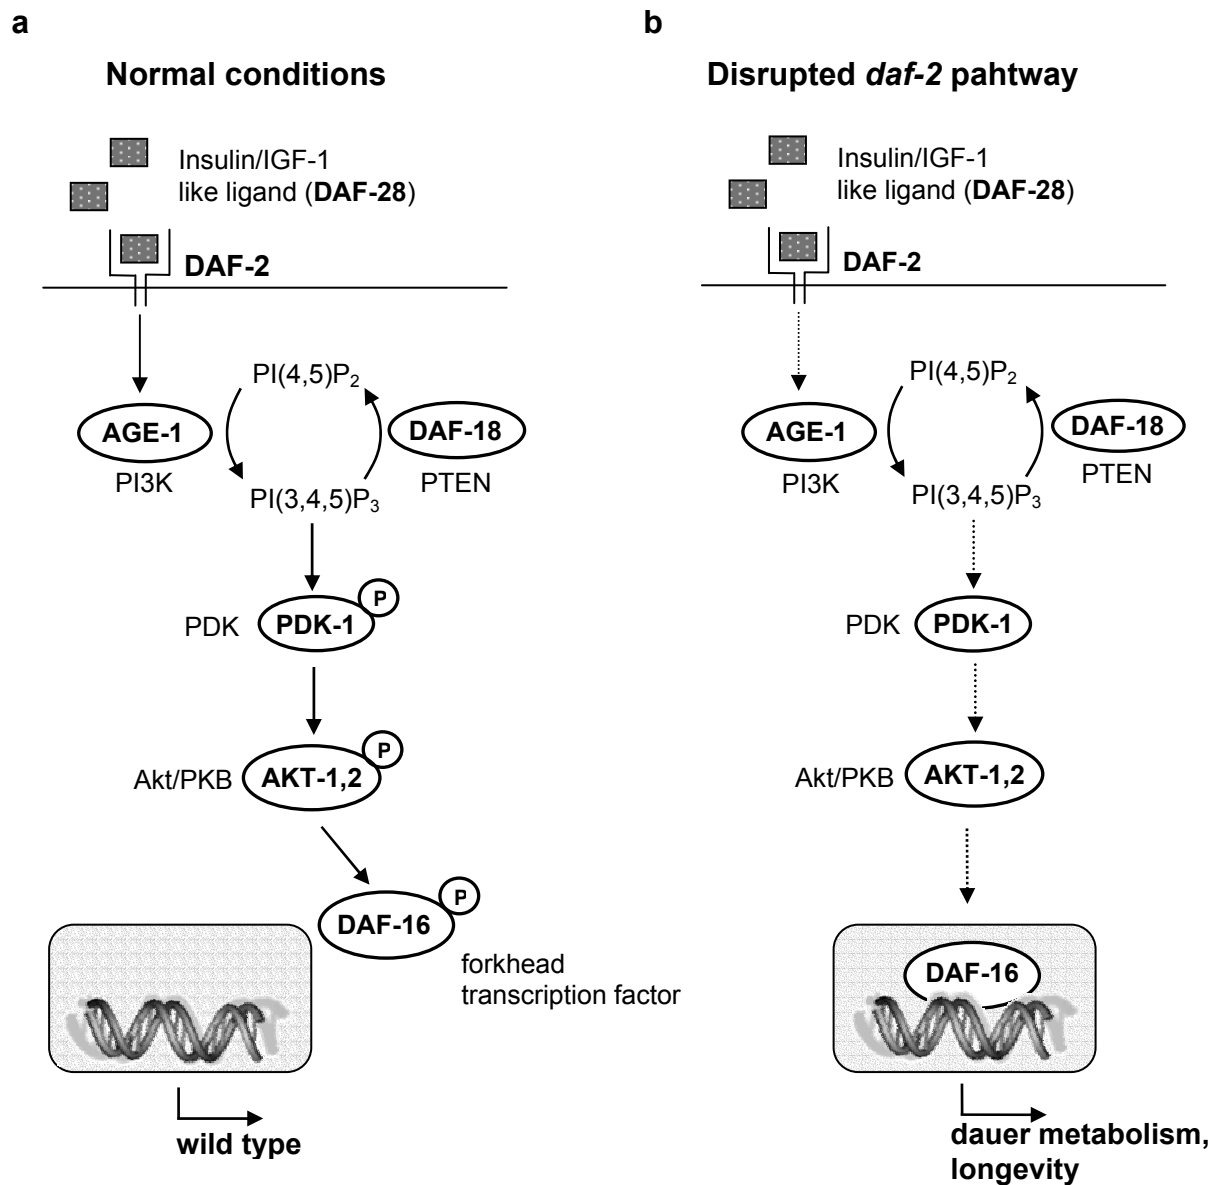 a
Normal conditions
Insulin/IGF-1
like ligand (DAF-28)
DAF-2
PI(4,5)P2
AGE-1
DAF-18
PI3K
PTEN
PI(3,4,5)P3
P
PDK
PDK-1
P
Akt/PKB
AKT-1,2
P
DAF-16
forkhead
transcription factor
wild type
b
Disrupted daf-2 pahtway
Insulin/IGF-1
like ligand (DAF-28)
DAF-2
PI(4,5)P2
AGE-1
DAF-18
PI3K
PTEN
PI(3,4,5)P3
PDK
PDK-1
Akt/PKB
AKT-1,2
DAF-16
dauer metabolism,
longevity